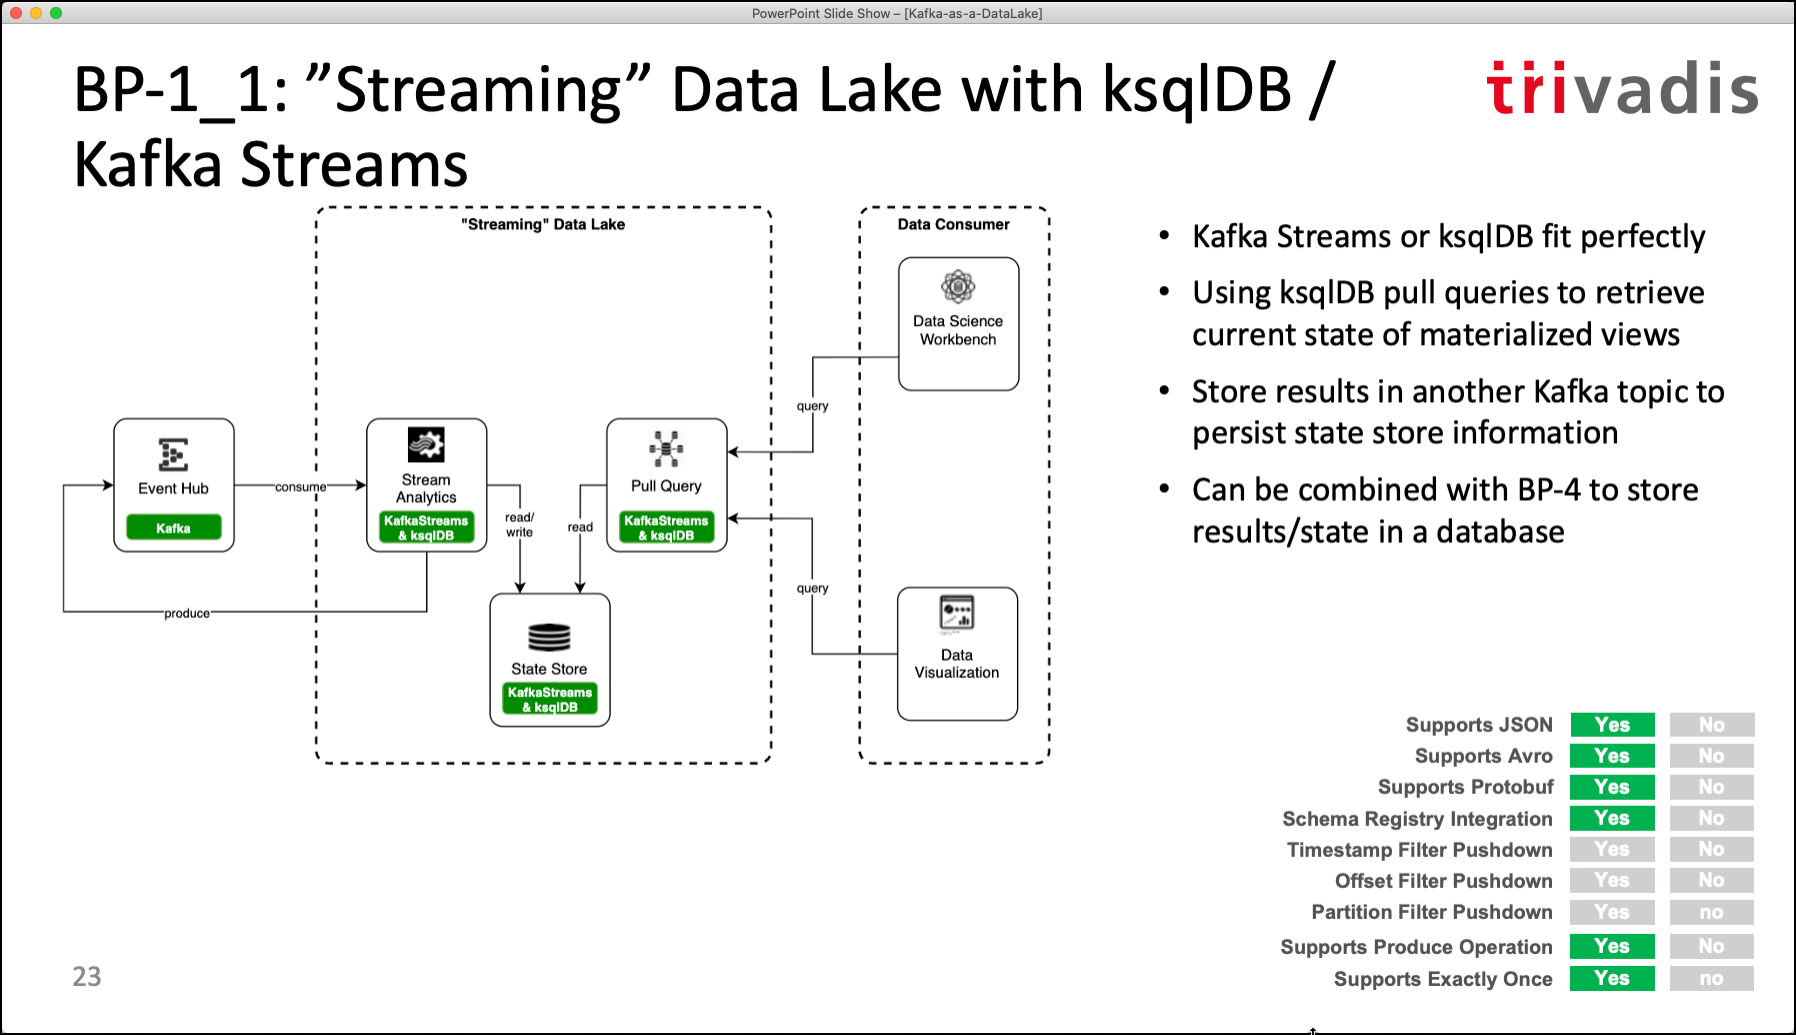 PowerPoint Slide Show – [Kafka-as-a-DataLake]
BP-1_1: ”Streaming” Data Lake with ksqlDB /
Kafka Streams
trivadis
"Streaming" Data Lake
Data Consumer
Data Science
Workbench
query
Event Hub
Kafka
consume
Stream
Analytics
KafkaStreams
& ksqlDB
read/
write
read
Pull Query
KafkaStreams
& ksqlDB
query
produce
State Store
KafkaStreams
& ksqlDB
Data
Visualization
• Kafka Streams or ksqlDB fit perfectly
• Using ksqlDB pull queries to retrieve
current state of materialized views
• Store results in another Kafka topic to
persist state store information
• Can be combined with BP-4 to store
results/state in a database
Supports JSON Yes No
Supports Avro Yes No
Supports Protobuf Yes No
Schema Registry Integration Yes No
Timestamp Filter Pushdown Yes No
Offset Filter Pushdown Yes No
Partition Filter Pushdown Yes no
Supports Produce Operation Yes No
Supports Exactly Once Yes no
23